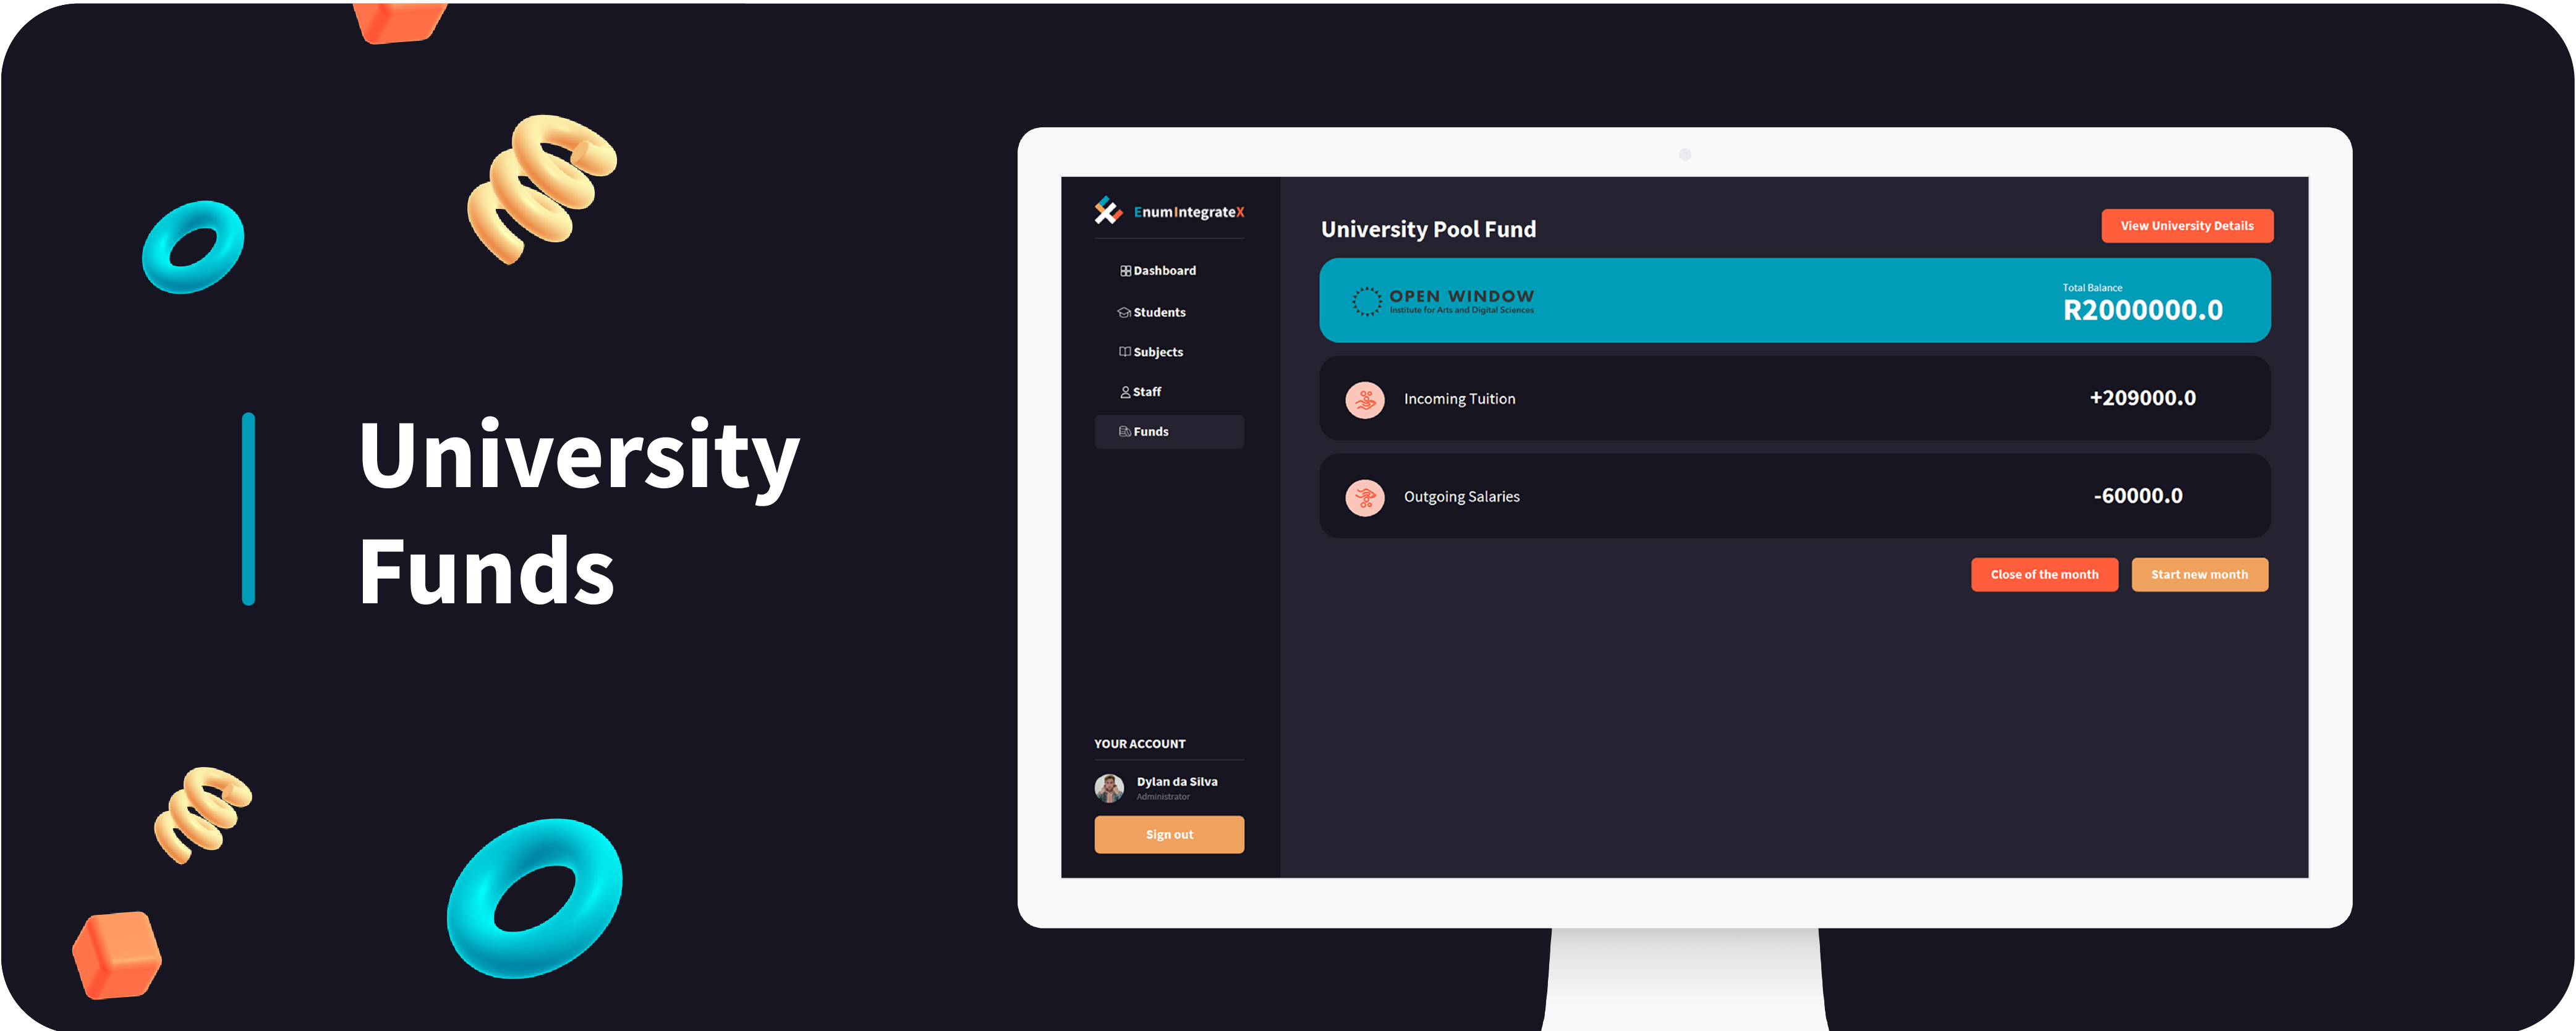 University
Funds
EnumIntegrateX
Dashboard
Students
Subjects
Staff
Funds
YOUR ACCOUNT
Dylan da Silva
Administrator
Sign out
University Pool Fund
View University Details
OPEN WINDOW
Institute for Arts and Digital Sciences
Total Balance
R2000000.0
Incoming Tuition
+209000.0
Outgoing Salaries
-60000.0
Close of the month
Start new month